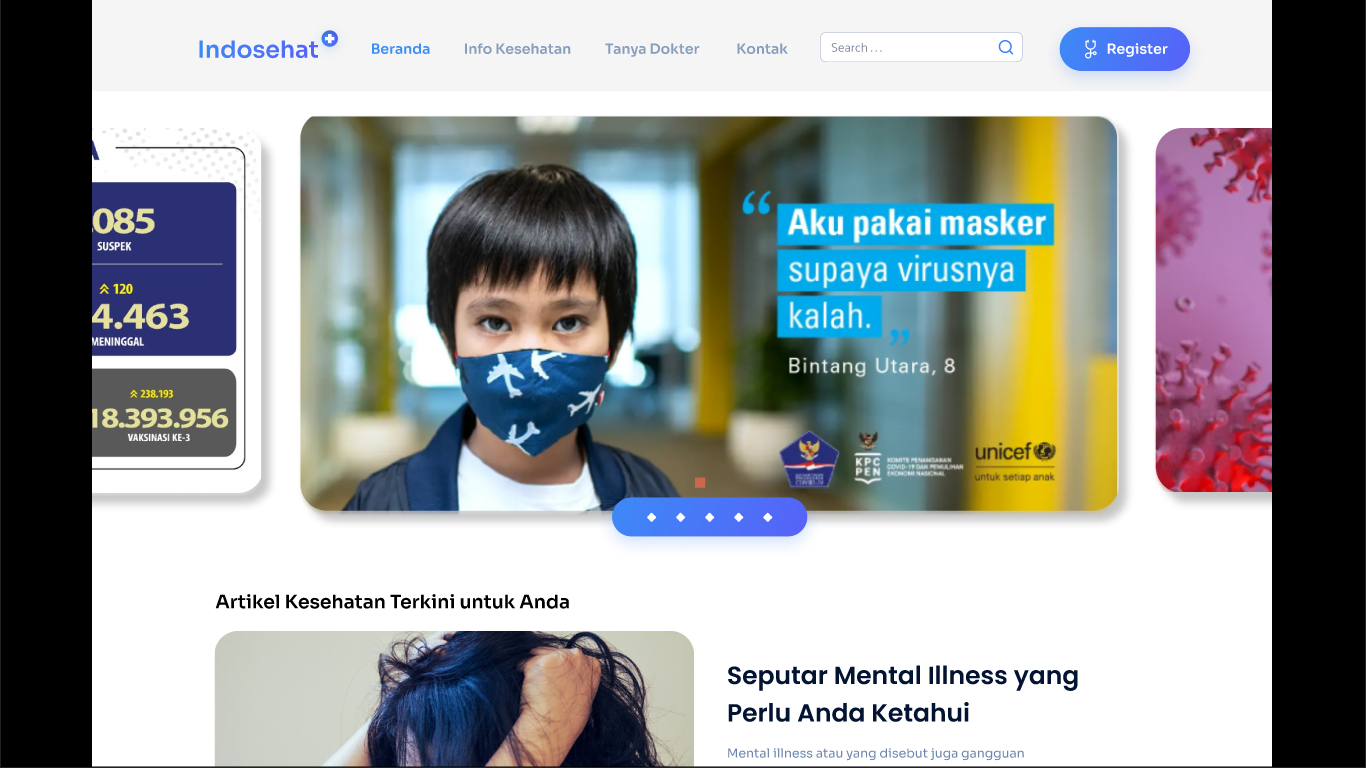 Indosehat
Beranda
Info Kesehatan
Tanya Dokter
Kontak
Search . . .
Register
A
.085
SUSPEK
120
4.463
MENINGGAL
238.193
18.393.956
VAKSINASI KE-3
“Aku pakai masker
supaya virusnya
kalah.”
Bintang Utara, 8
COVID-19
KPC
PEN
KOMITE PENANGANAN
COVID-19 DAN PEMULIHAN
EKONOMI NASIONAL
unicef
untuk setiap anak
Artikel Kesehatan Terkini untuk Anda
Seputar Mental Illness yang
Perlu Anda Ketahui
Mental illness atau yang disebut juga gangguan